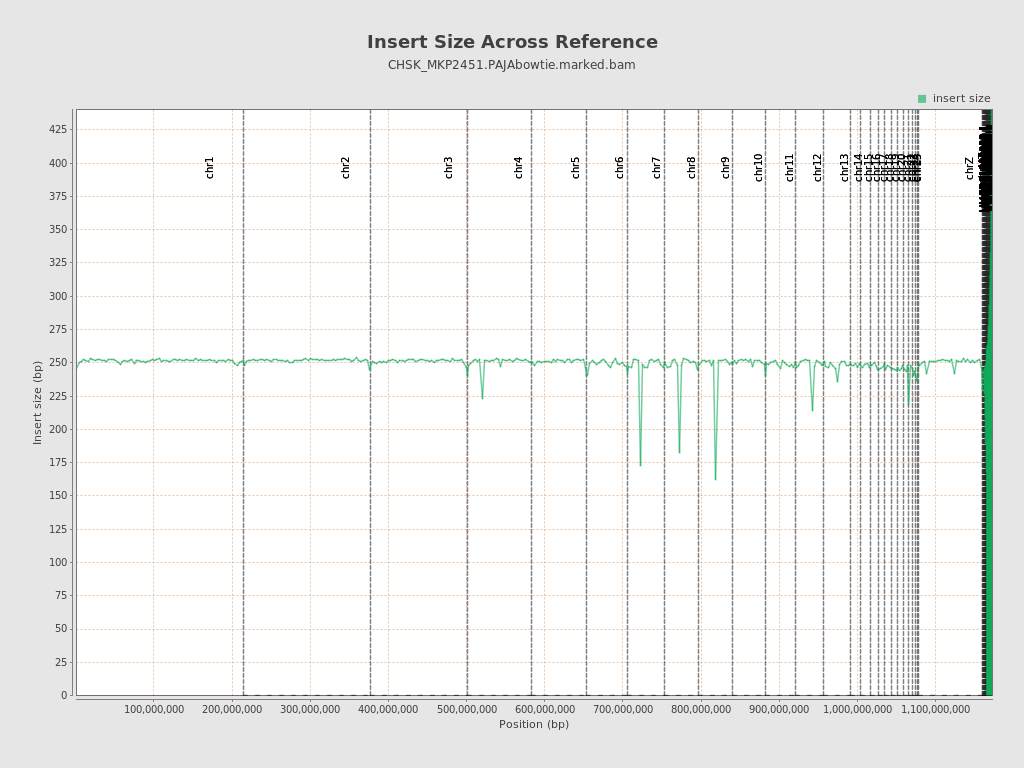 Insert Size Across Reference
CHSK_MKP2451.PAJAbowtie.marked.bam
insert size
425
400
375
350
325
300
275
250
225
200
175
150
125
100
75
50
25
0
Insert size (bp)
chr1
chr2
chr3
chr4
chr5
chr6
chr7
chr8
chr9
chr10
chr11
chr12
chr13
chr14
chr15
chrZ
100,000,000
200,000,000
300,000,000
400,000,000
500,000,000
600,000,000
700,000,000
800,000,000
900,000,000
1,000,000,000
1,100,000,000
Position (bp)